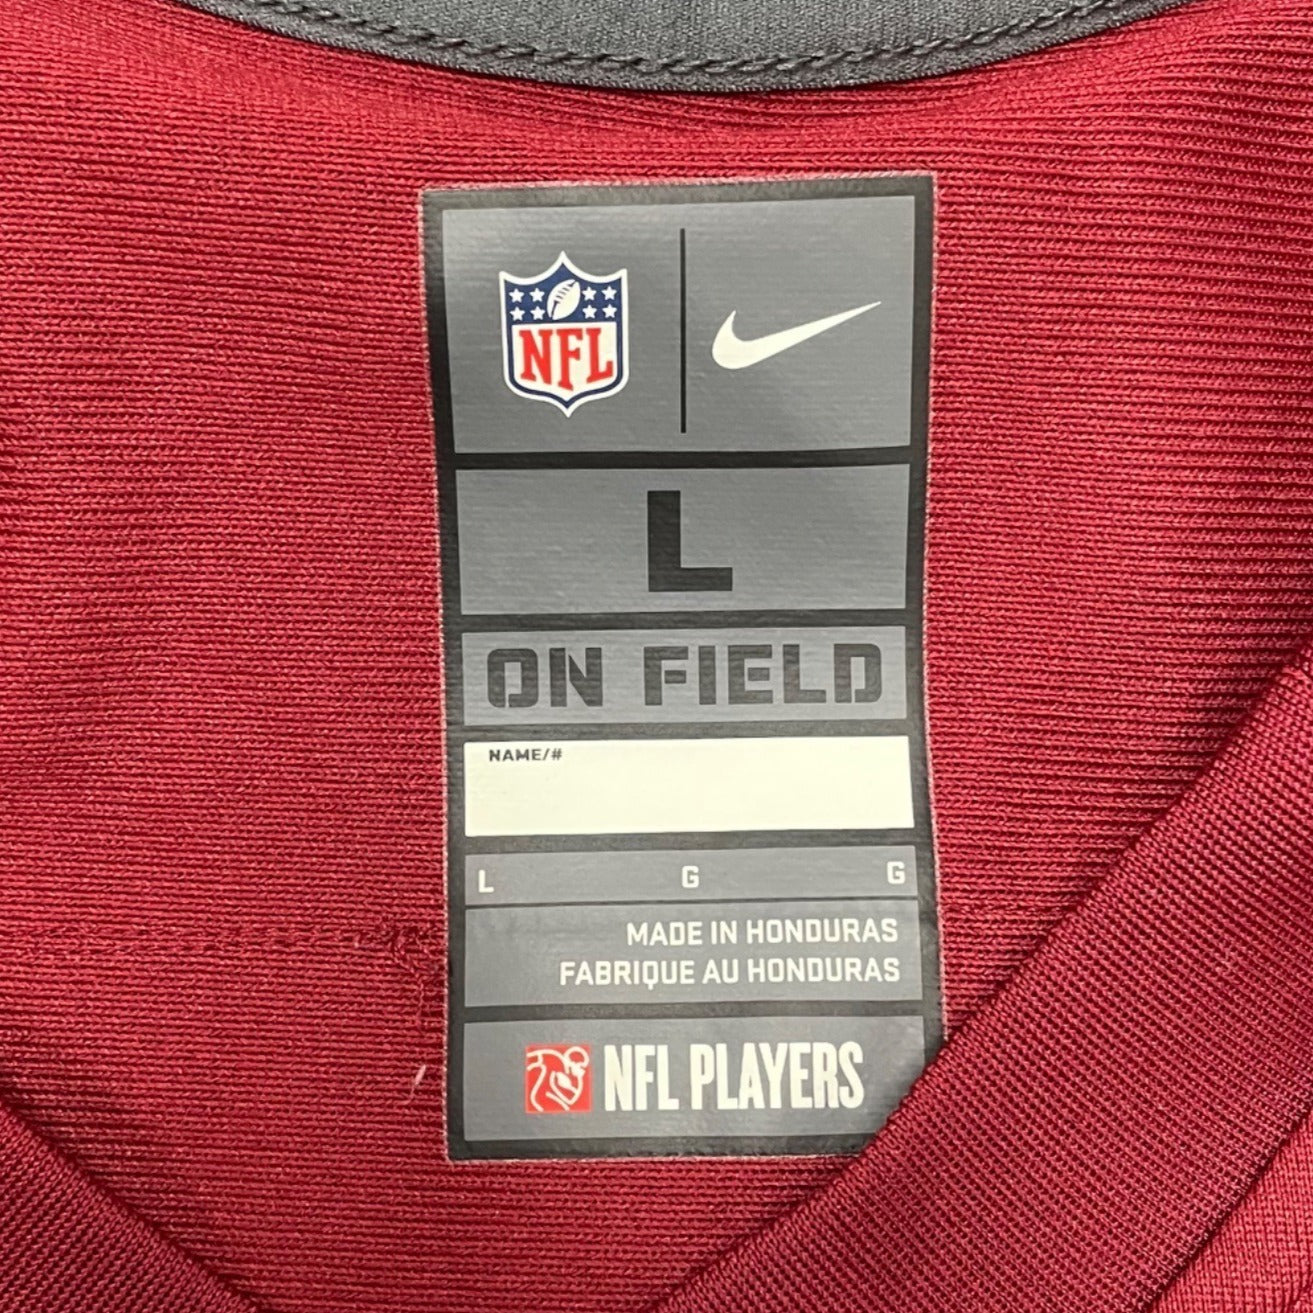 NFL
L
ON FIELD
NAME/#
L G G
MADE IN HONDURAS
FABRIQUE AU HONDURAS
NFL PLAYERS